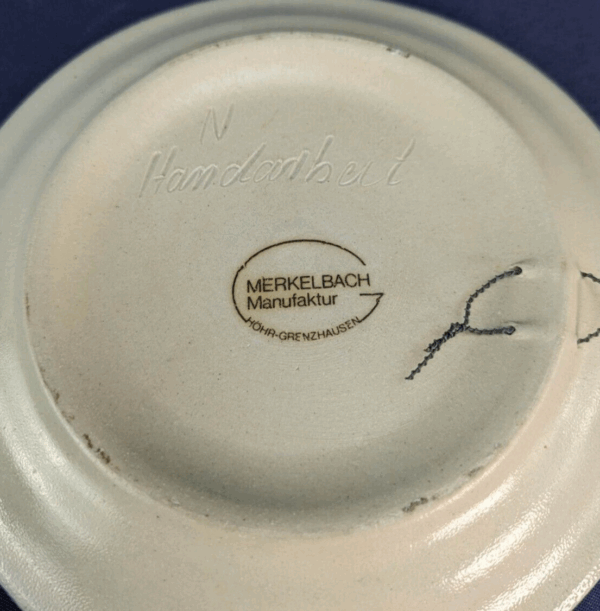 N
Handarbeit
MERKELBACH
Manufaktur
HÖHR-GRENZHAUSEN